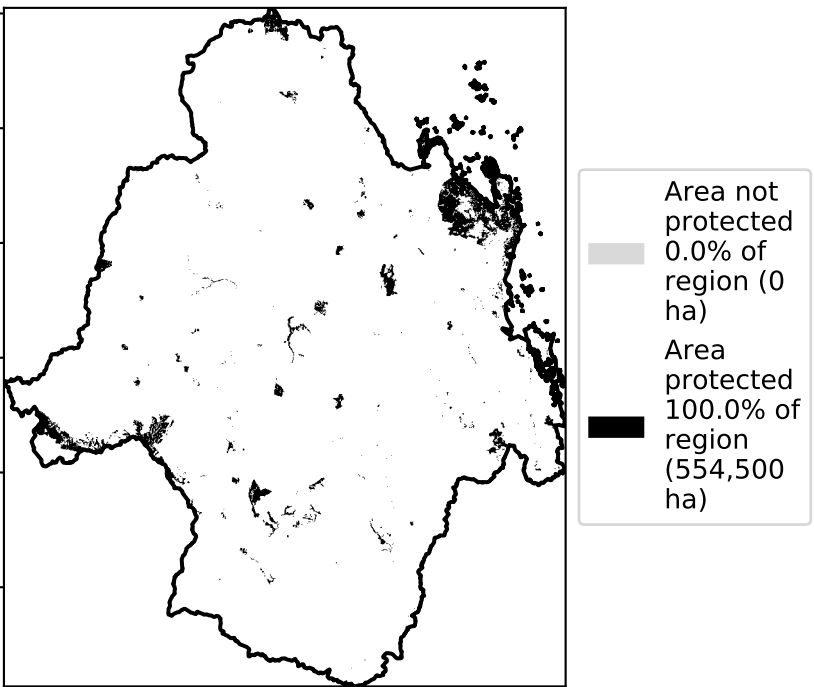 Area not
protected
0.0% of
region (0
ha)
Area
protected
100.0% of
region
(554,500
ha)